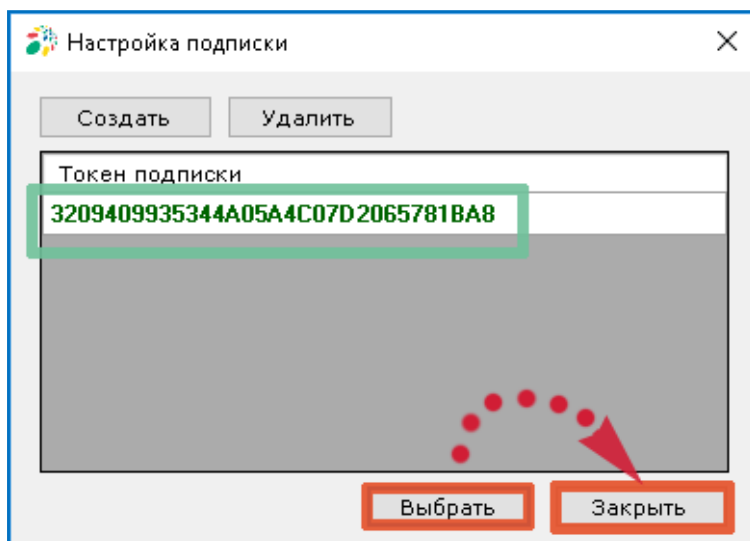 Настройка подписки
Создать Удалить
Токен подписки
3209409935344A05A4C07D2065781BA8
Выбрать Закрыть